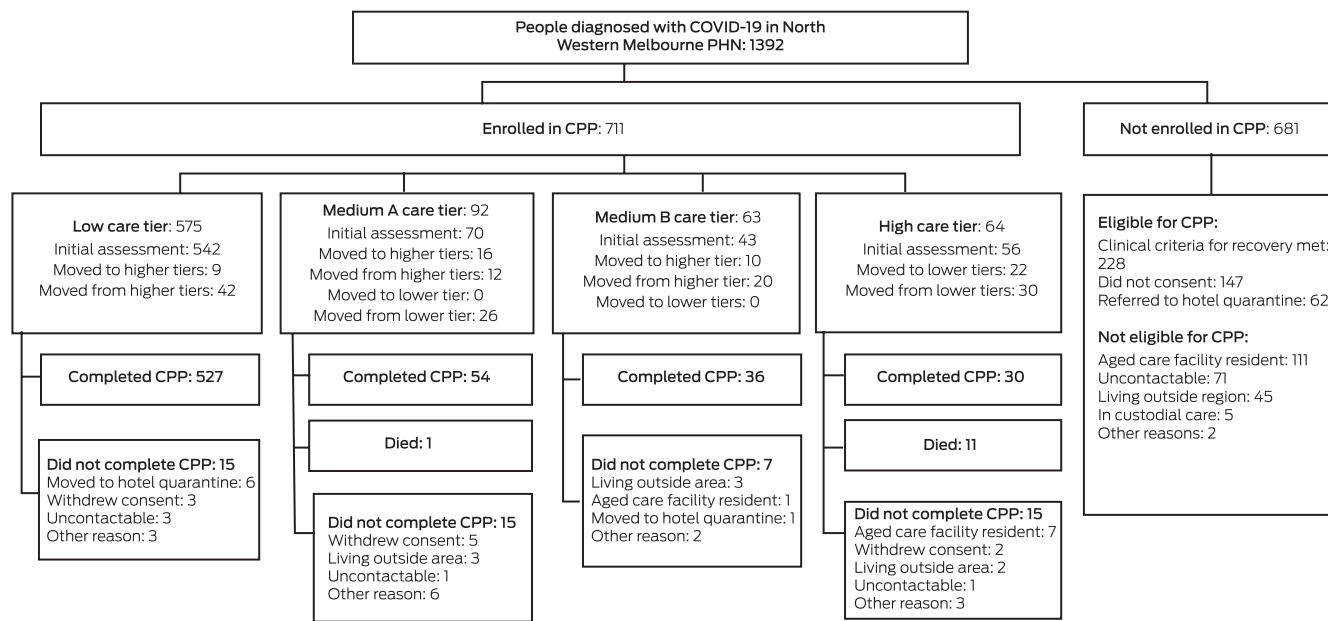 People diagnosed with COVID-19 in North
Western Melbourne PHN: 1392
Enrolled in CPP: 711
Not enrolled in CPP: 681
Low care tier: 575
Initial assessment: 542
Moved to higher tiers: 9
Moved from higher tiers: 42
Medium A care tier: 92
Initial assessment: 70
Moved to higher tiers: 16
Moved from higher tiers: 12
Moved to lower tier: 0
Moved from lower tier: 26
Medium B care tier: 63
Initial assessment: 43
Moved to higher tier: 10
Moved from higher tier: 20
Moved to lower tiers: 0
High care tier: 64
Initial assessment: 56
Moved to lower tiers: 22
Moved from lower tiers: 30
Eligible for CPP:
Clinical criteria for recovery met:
228
Did not consent: 147
Referred to hotel quarantine: 62
Not eligible for CPP:
Aged care facility resident: 111
Uncontactable: 71
Living outside region: 45
In custodial care: 5
Other reasons: 2
Completed CPP: 527
Completed CPP: 54
Completed CPP: 36
Completed CPP: 30
Died: 1
Died: 11
Did not complete CPP: 15
Moved to hotel quarantine: 6
Withdrew consent: 3
Uncontactable: 3
Other reason: 3
Did not complete CPP: 15
Withdrew consent: 5
Living outside area: 3
Uncontactable: 1
Other reason: 6
Did not complete CPP: 7
Living outside area: 3
Aged care facility resident: 1
Moved to hotel quarantine: 1
Other reason: 2
Did not complete CPP: 15
Aged care facility resident: 7
Withdrew consent: 2
Living outside area: 2
Uncontactable: 1
Other reason: 3